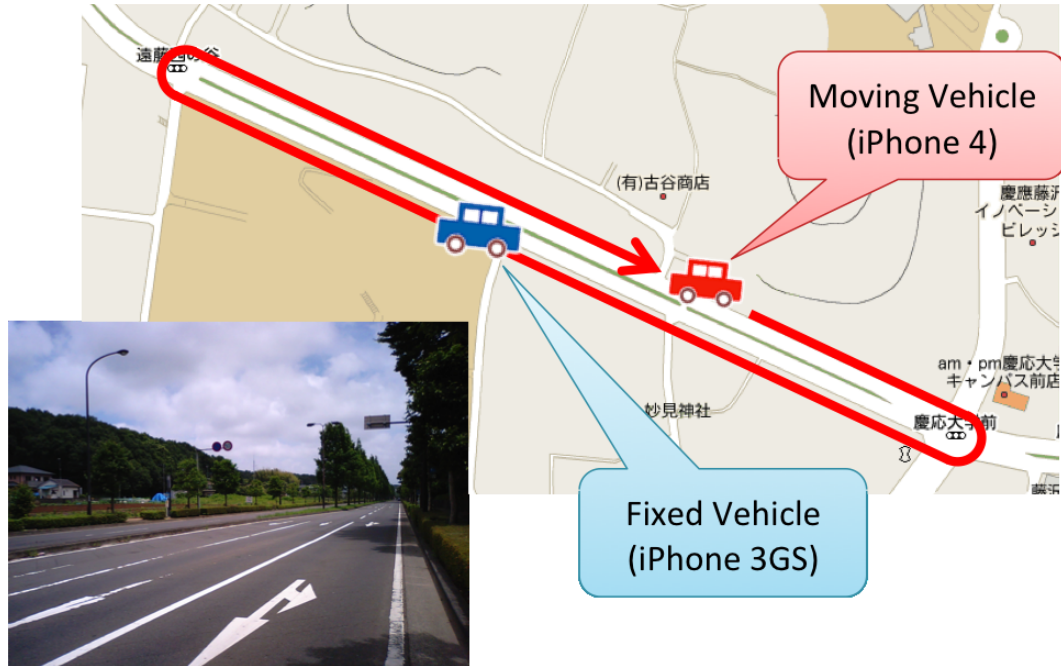 Moving Vehicle
(iPhone 4)
(有)古谷商店
慶應藤沢
イノベーシ
ビレッジ
am・pm慶応大学
キャンパス前店
慶応大学前
妙見神社
Fixed Vehicle
(iPhone 3GS)